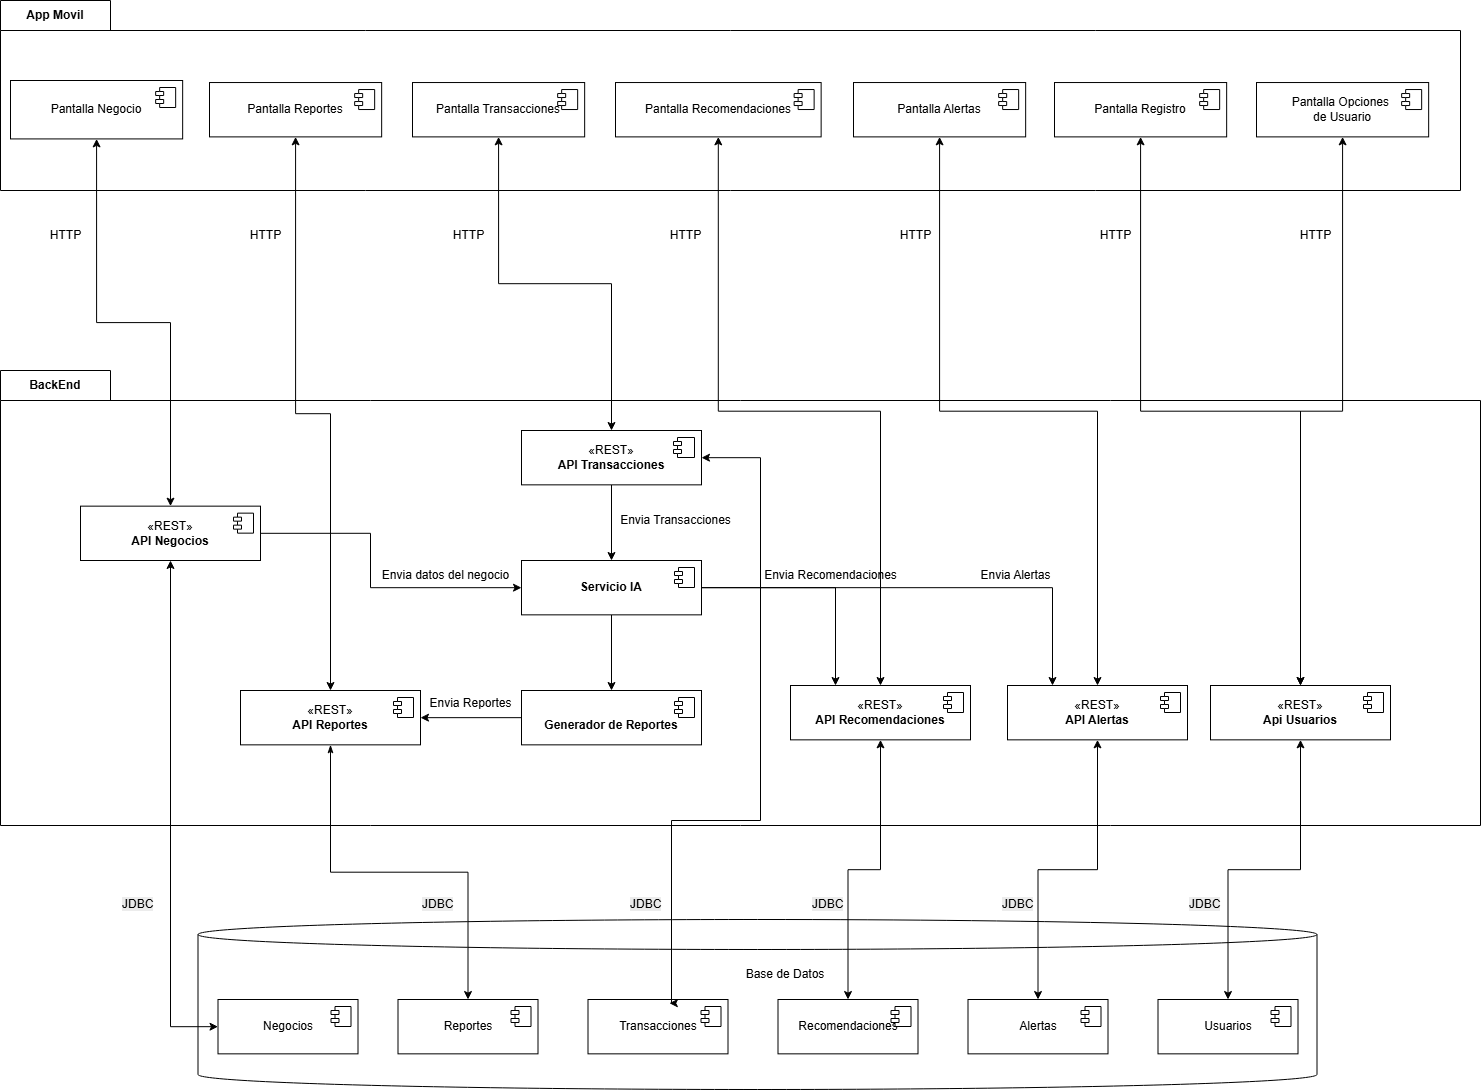 App Movil
Pantalla Negocio
Pantalla Reportes
Pantalla Transacciones
Pantalla Recomendaciones
Pantalla Alertas
Pantalla Registro
Pantalla Opciones
de Usuario
HTTP
HTTP
HTTP
HTTP
HTTP
HTTP
HTTP
BackEnd
«REST»
API Transacciones
Envia Transacciones
«REST»
API Negocios
Envia datos del negocio
Servicio IA
Envia Recomendaciones
Envia Alertas
«REST»
API Reportes
Envia Reportes
Generador de Reportes
«REST»
API Recomendaciones
«REST»
API Alertas
«REST»
Api Usuarios
JDBC
JDBC
JDBC
JDBC
JDBC
JDBC
Base de Datos
Negocios
Reportes
Transacciones
Recomendaciones
Alertas
Usuarios